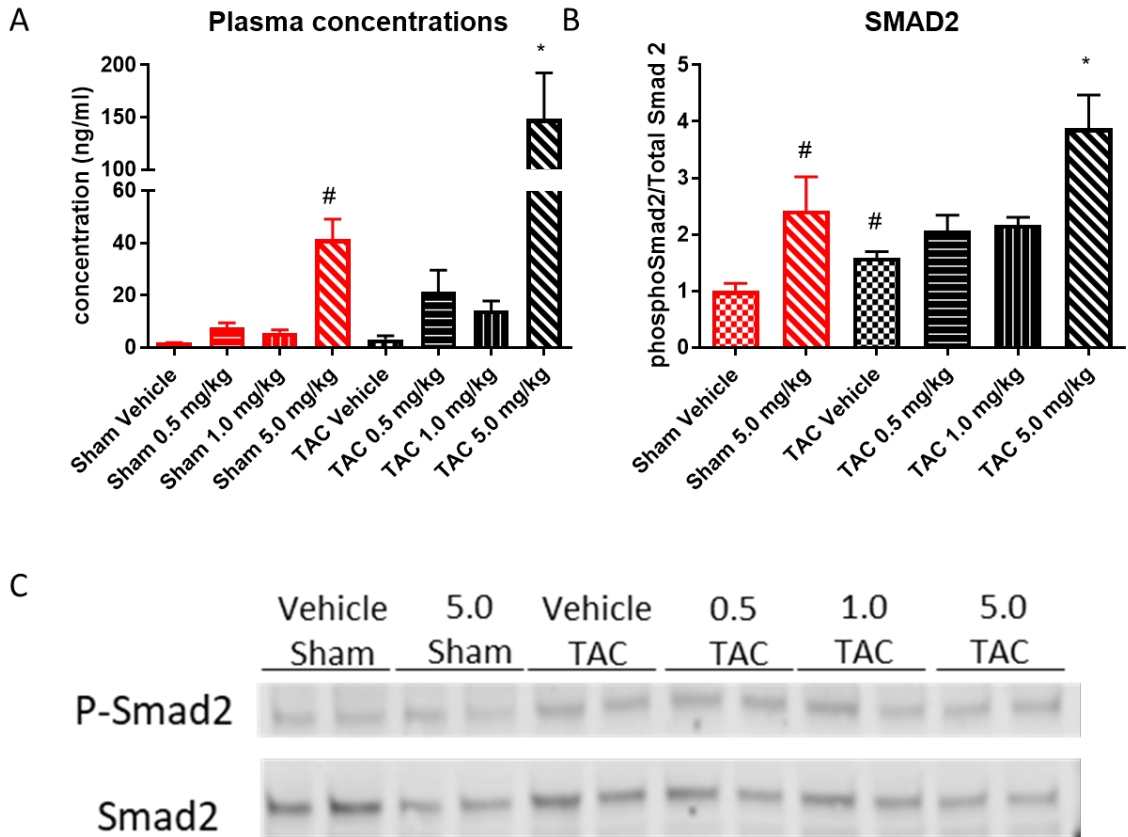 A
Plasma concentrations
concentration (ng/ml)
200
150
100
60
40
20
0
#
*
Sham Vehicle
Sham 0.5 mg/kg
Sham 1.0 mg/kg
Sham 5.0 mg/kg
TAC Vehicle
TAC 0.5 mg/kg
TAC 1.0 mg/kg
TAC 5.0 mg/kg
B
SMAD2
phosphoSmad2/Total Smad 2
5
4
3
2
1
0
#
#
*
Sham Vehicle
Sham 5.0 mg/kg
TAC Vehicle
TAC 0.5 mg/kg
TAC 1.0 mg/kg
TAC 5.0 mg/kg
C
Vehicle 5.0 Vehicle 0.5 1.0 5.0
Sham Sham TAC TAC TAC TAC
P-Smad2
Smad2